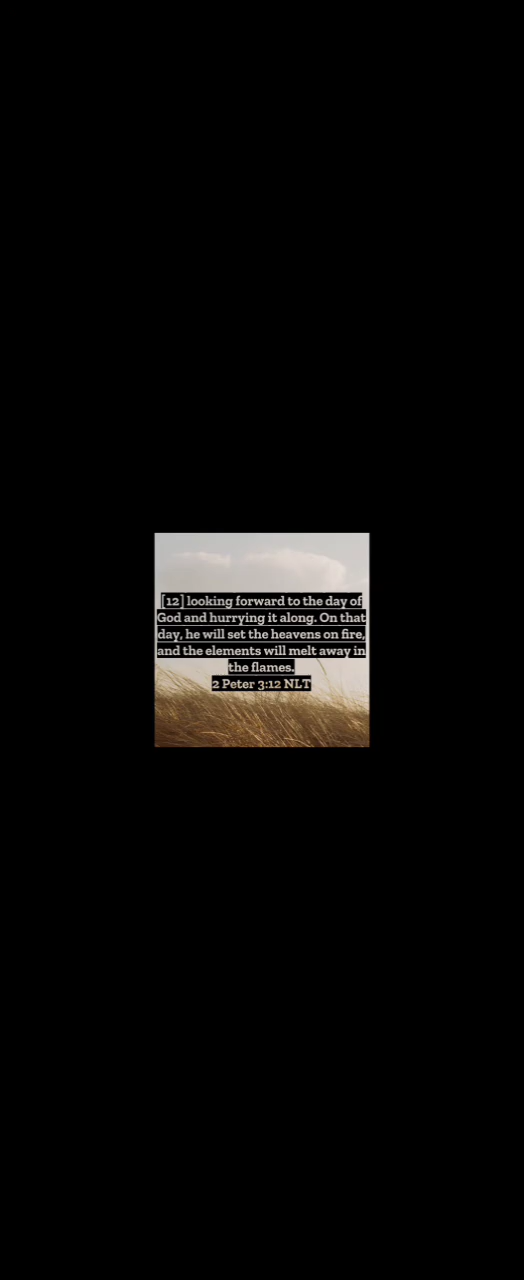 [12] looking forward to the day of
God and hurrying it along. On that
day, he will set the heavens on fire,
and the elements will melt away in
the flames.
2 Peter 3:12 NLT